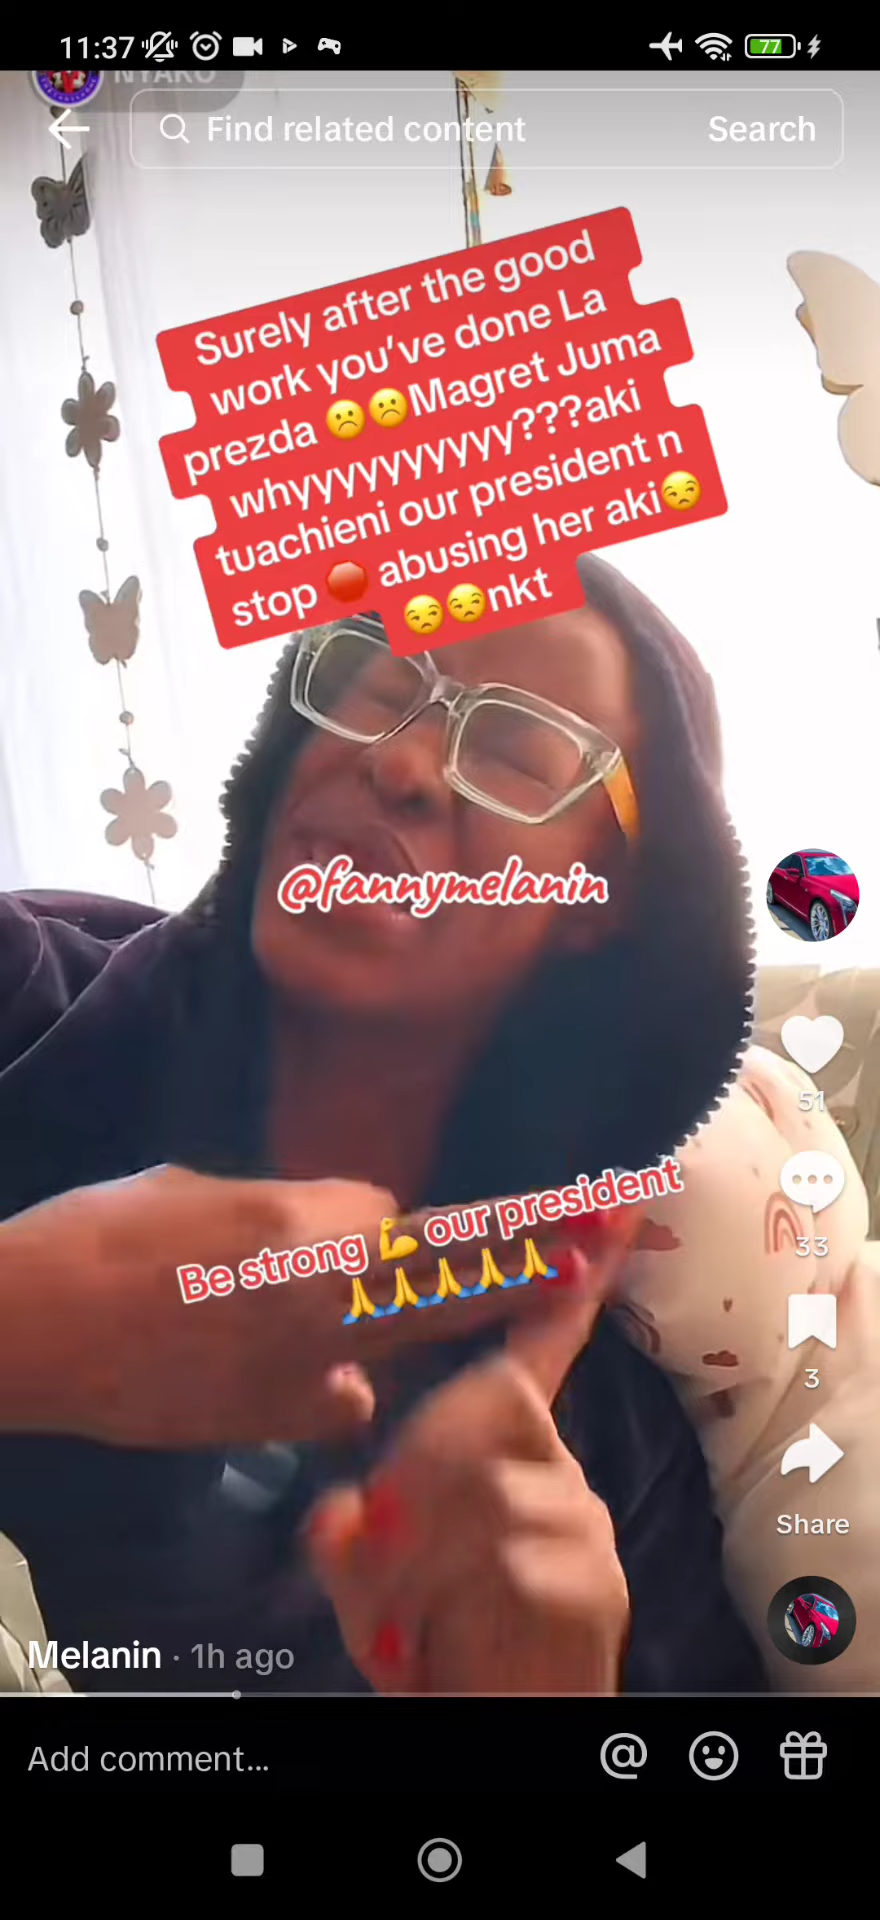 11:37
77
NYAKO
Find related content
Search
Surely after the good
work you've done La
prezda ☹️☹️Magret Juma
whyyyyyyyyyy???aki
tuachieni our president n
stop 🛑 abusing her aki😒
😒😒nkt
@fannymelanin
51
Be strong 💪 our president
🙏🙏🙏🙏🙏
33
3
Share
Melanin · 1h ago
Add comment...